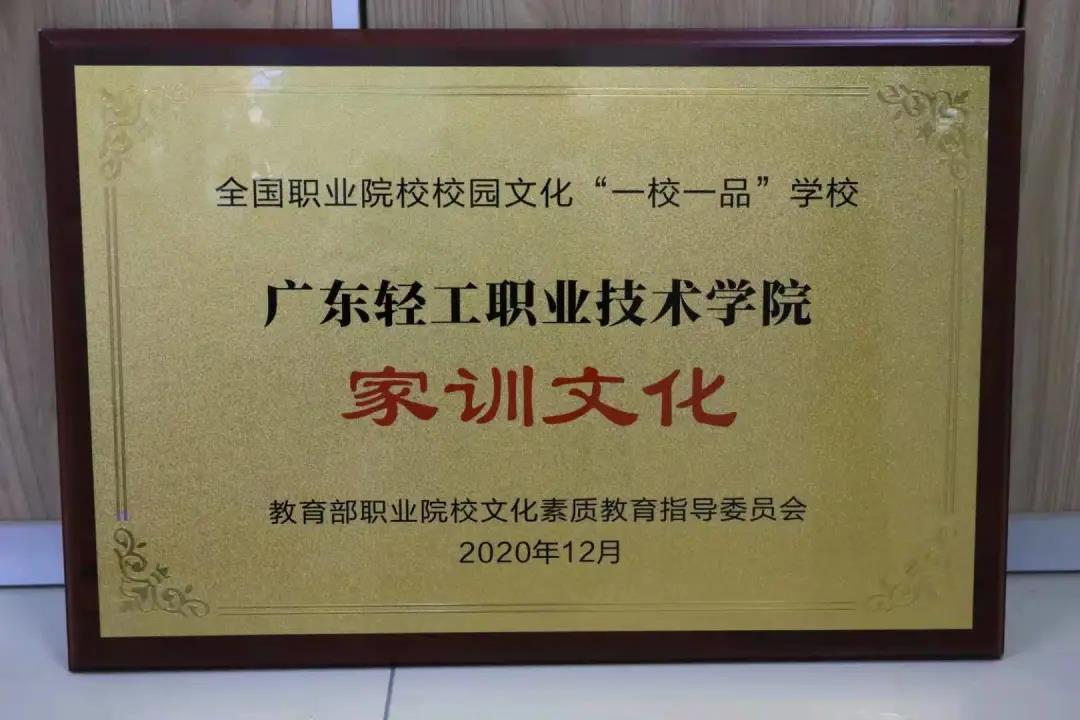 全国职业院校校园文化“一校一品”学校
广东轻工职业技术学院
家训文化
教育部职业院校文化素质教育指导委员会
2020年12月